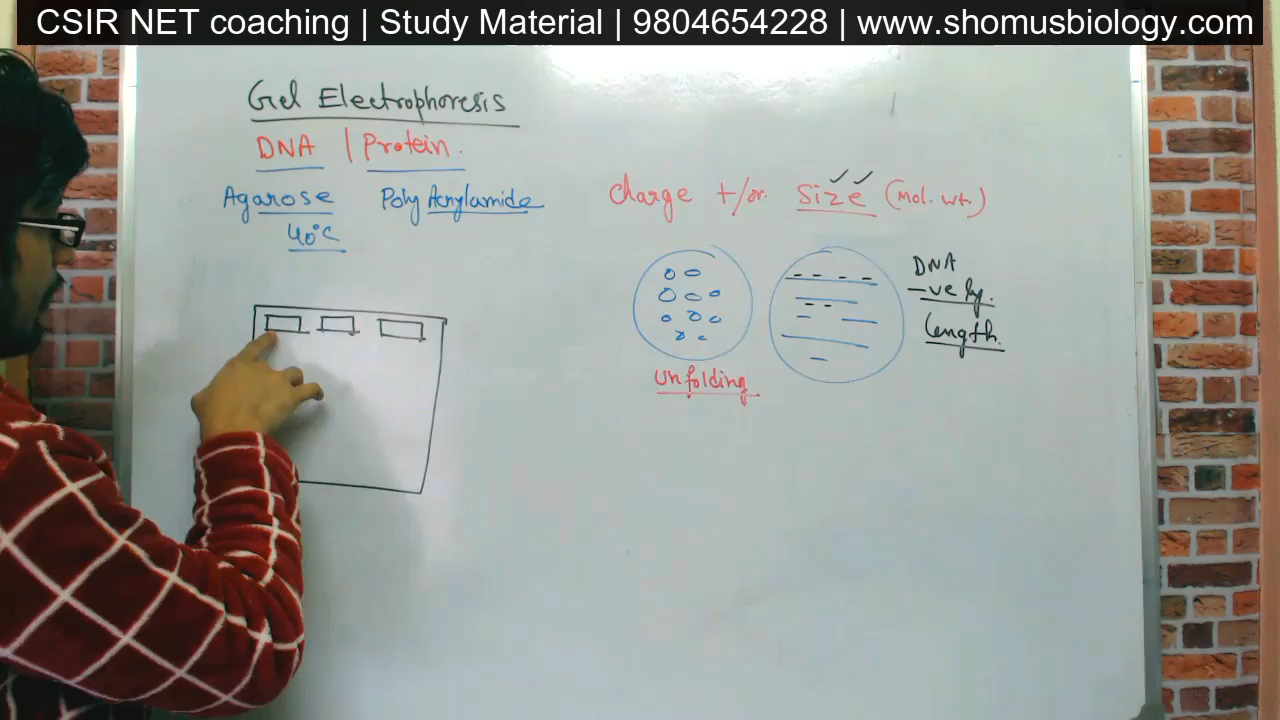 CSIR NET coaching | Study Material | 9804654228 | www.shomusbiology.com
Gel Electrophoresis
DNA | Protein.
Agarose Poly Acrylamide
40°C
Charge +/or. Size (mol. wt.)
DNA
-ve ly.
length.
unfolding